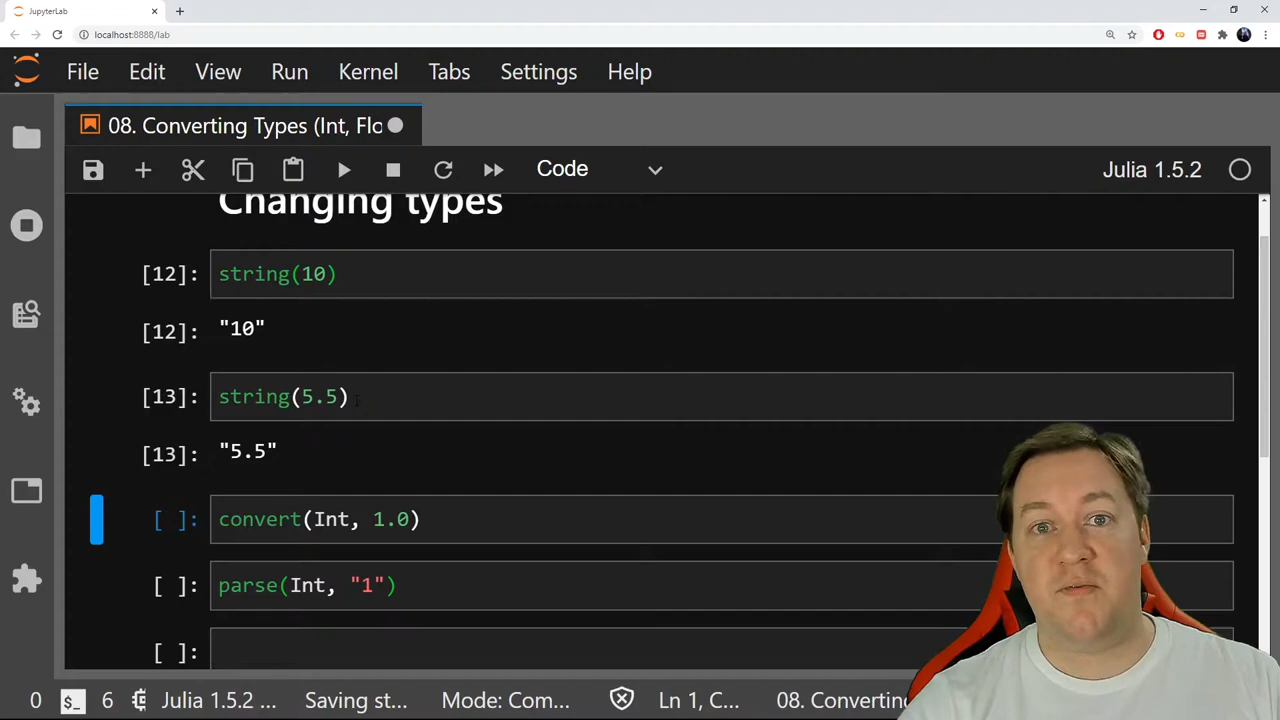 JupyterLab
localhost:8888/lab
File Edit View Run Kernel Tabs Settings Help
08. Converting Types (Int, Flo
Code
Julia 1.5.2
Changing types
[12]: string(10)
[12]: "10"
[13]: string(5.5)
[13]: "5.5"
[ ]: convert(Int, 1.0)
[ ]: parse(Int, "1")
[ ]:
0 $_ 6 Julia 1.5.2 ... Saving st... Mode: Com... Ln 1, C... 08. Converting